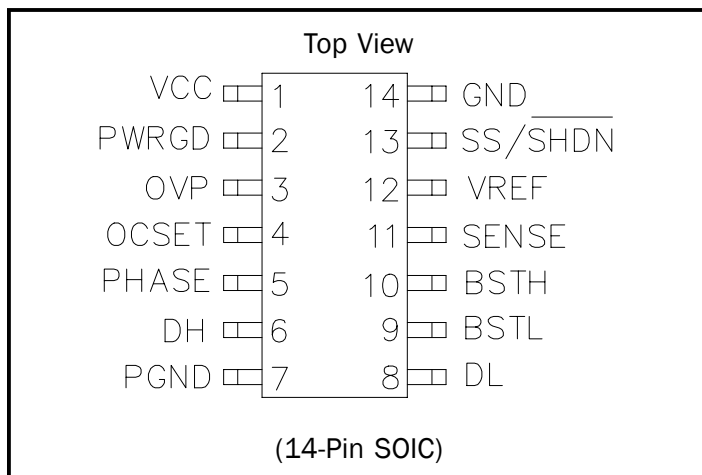 Top View
VCC 1 14 GND
PWRGD 2 13 SS/S̅H̅D̅N̅
OVP 3 12 VREF
OCSET 4 11 SENSE
PHASE 5 10 BSTH
DH 6 9 BSTL
PGND 7 8 DL
(14-Pin SOIC)